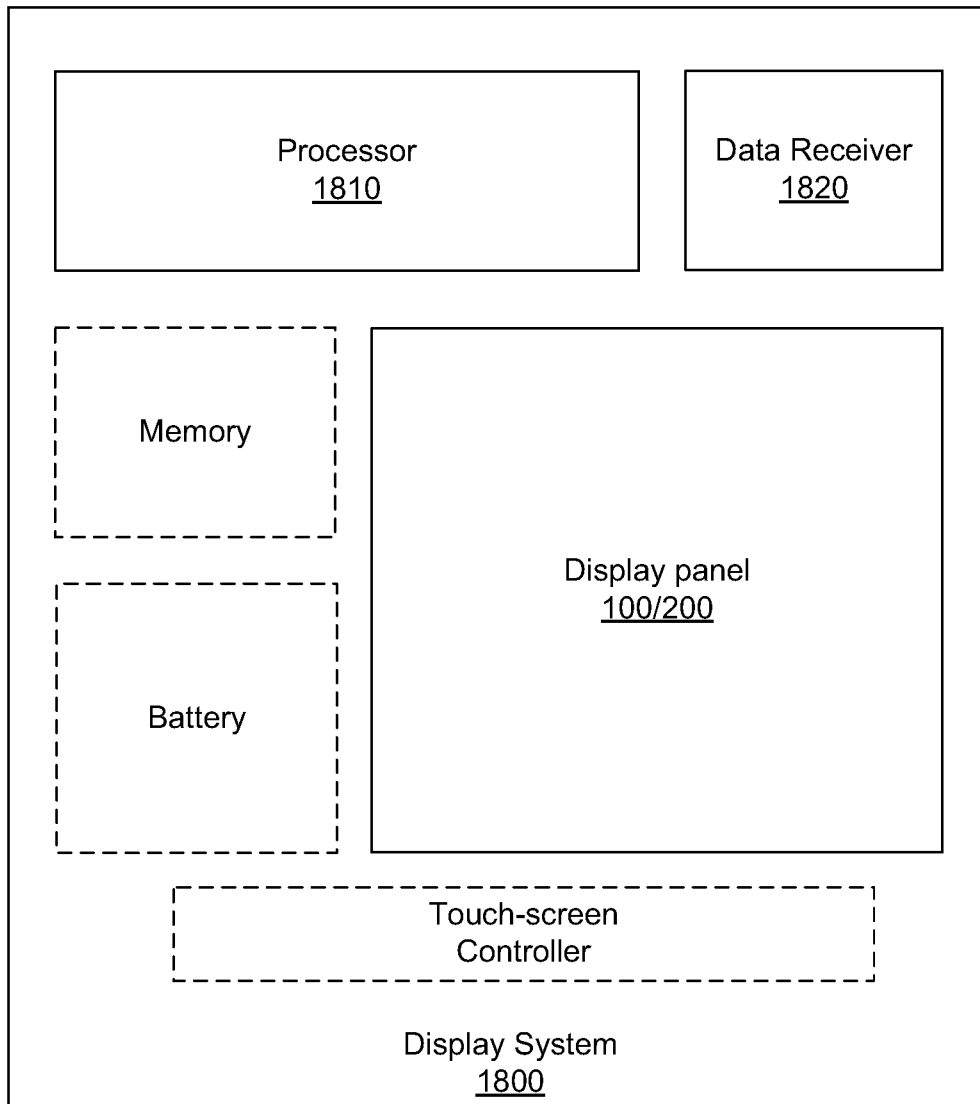 Processor
1810
Data Receiver
1820
Memory
Display panel
100/200
Battery
Touch-screen
Controller
Display System
1800